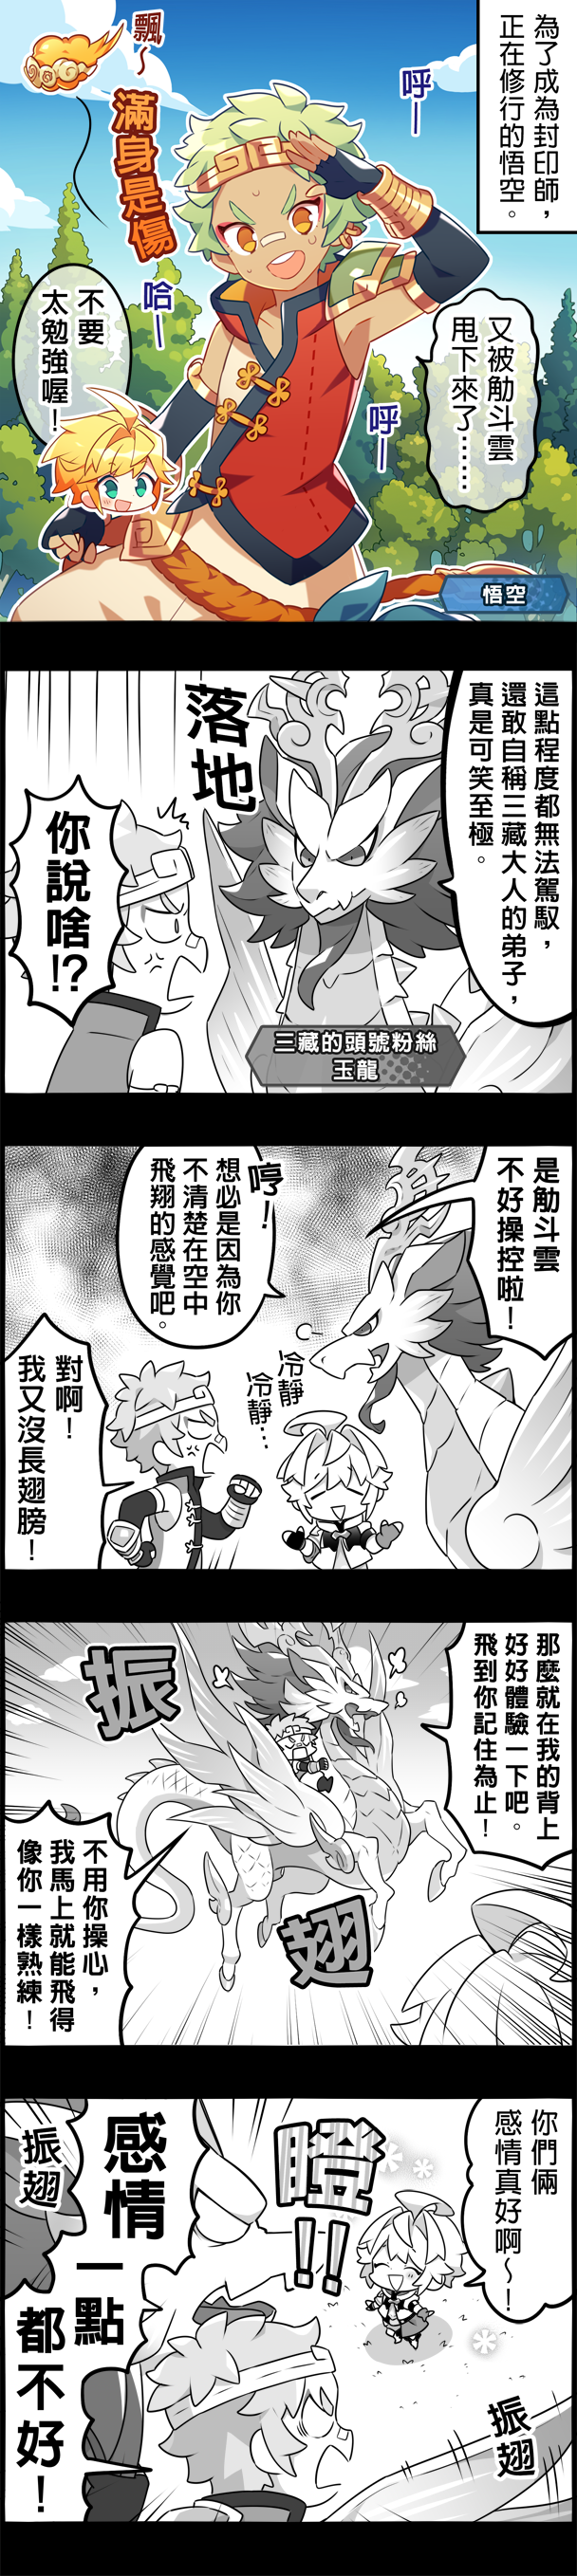 為了成為封印師，
正在修行的悟空。
飄～
滿身是傷
呼—
哈—
呼—
又被觔斗雲
甩下來了……
不要
太勉強喔！
悟空
這點程度都無法駕馭，
還敢自稱三藏大人的弟子，
真是可笑至極。
落地
你說啥!?
三藏的頭號粉絲
玉龍
是觔斗雲
不好操控啦！
哼！
想必是因為你
不清楚在空中
飛翔的感覺吧。
冷靜
冷靜…
對啊！
我又沒長翅膀！
那麼就在我的背上
好好體驗一下吧。
飛到你記住為止！
振
翅
不用你操心，
我馬上就能飛得
像你一樣熟練！
你們倆
感情真好啊～！
瞪!!
感情一點
都不好！
振翅
振翅